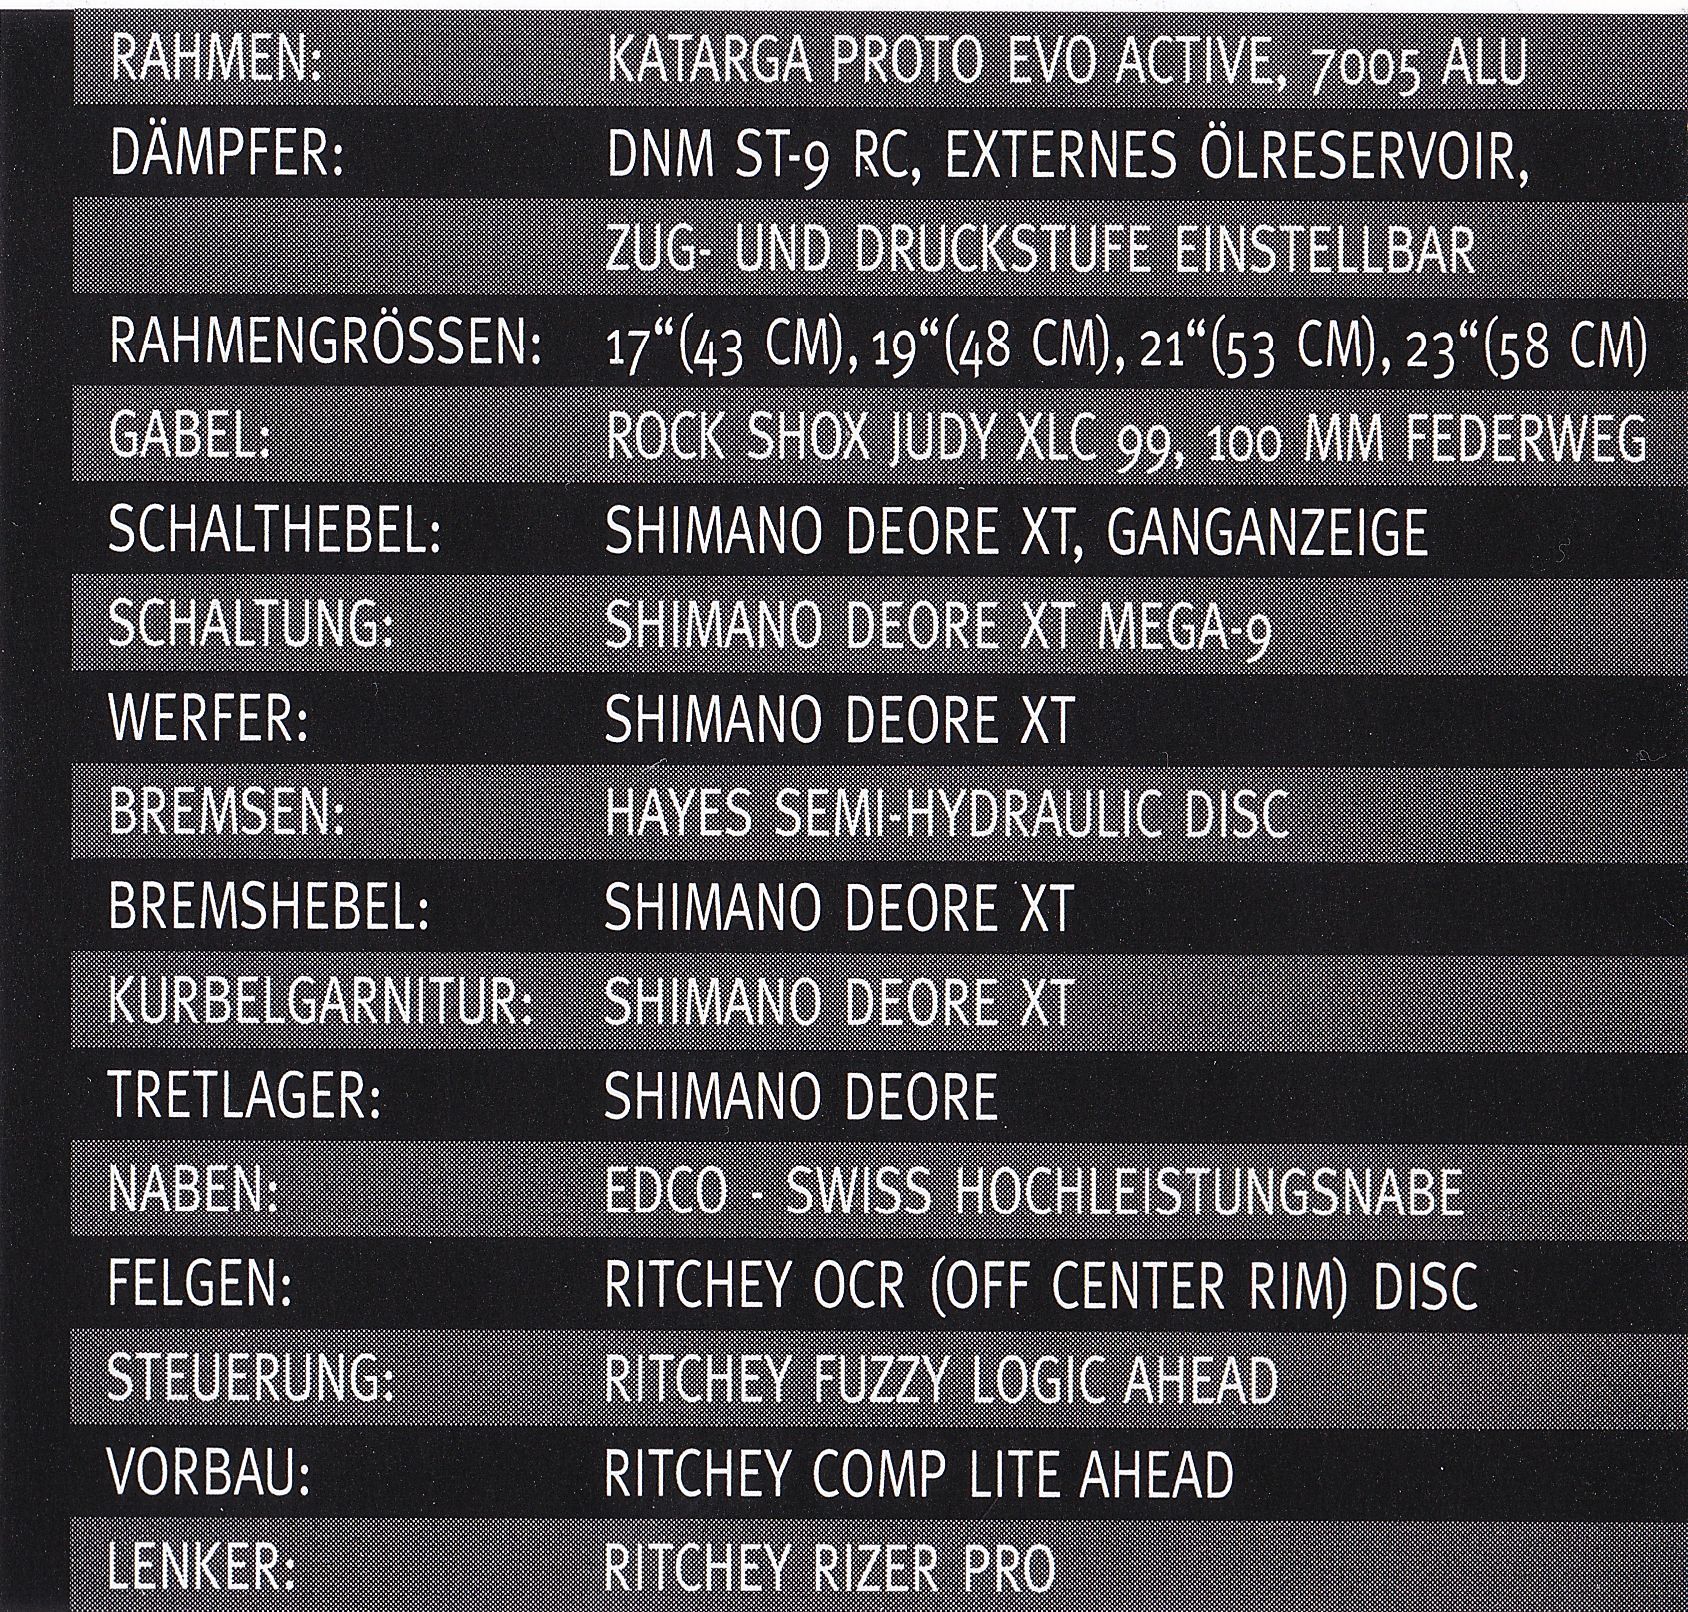 RAHMEN: KATARGA PROTO EVO ACTIVE, 7005 ALU
DÄMPFER: DNM ST-9 RC, EXTERNES ÖLRESERVOIR,
ZUG- UND DRUCKSTUFE EINSTELLBAR
RAHMENGRÖSSEN: 17“(43 CM), 19“(48 CM), 21“(53 CM), 23“(58 CM)
GABEL: ROCK SHOX JUDY XLC 99, 100 MM FEDERWEG
SCHALTHEBEL: SHIMANO DEORE XT, GANGANZEIGE
SCHALTUNG: SHIMANO DEORE XT MEGA-9
WERFER: SHIMANO DEORE XT
BREMSEN: HAYES SEMI-HYDRAULIC DISC
BREMSHEBEL: SHIMANO DEORE XT
KURBELGARNITUR: SHIMANO DEORE XT
TRETLAGER: SHIMANO DEORE
NABEN: EDCO - SWISS HOCHLEISTUNGSNABE
FELGEN: RITCHEY OCR (OFF CENTER RIM) DISC
STEUERUNG: RITCHEY FUZZY LOGIC AHEAD
VORBAU: RITCHEY COMP LITE AHEAD
LENKER: RITCHEY RIZER PRO